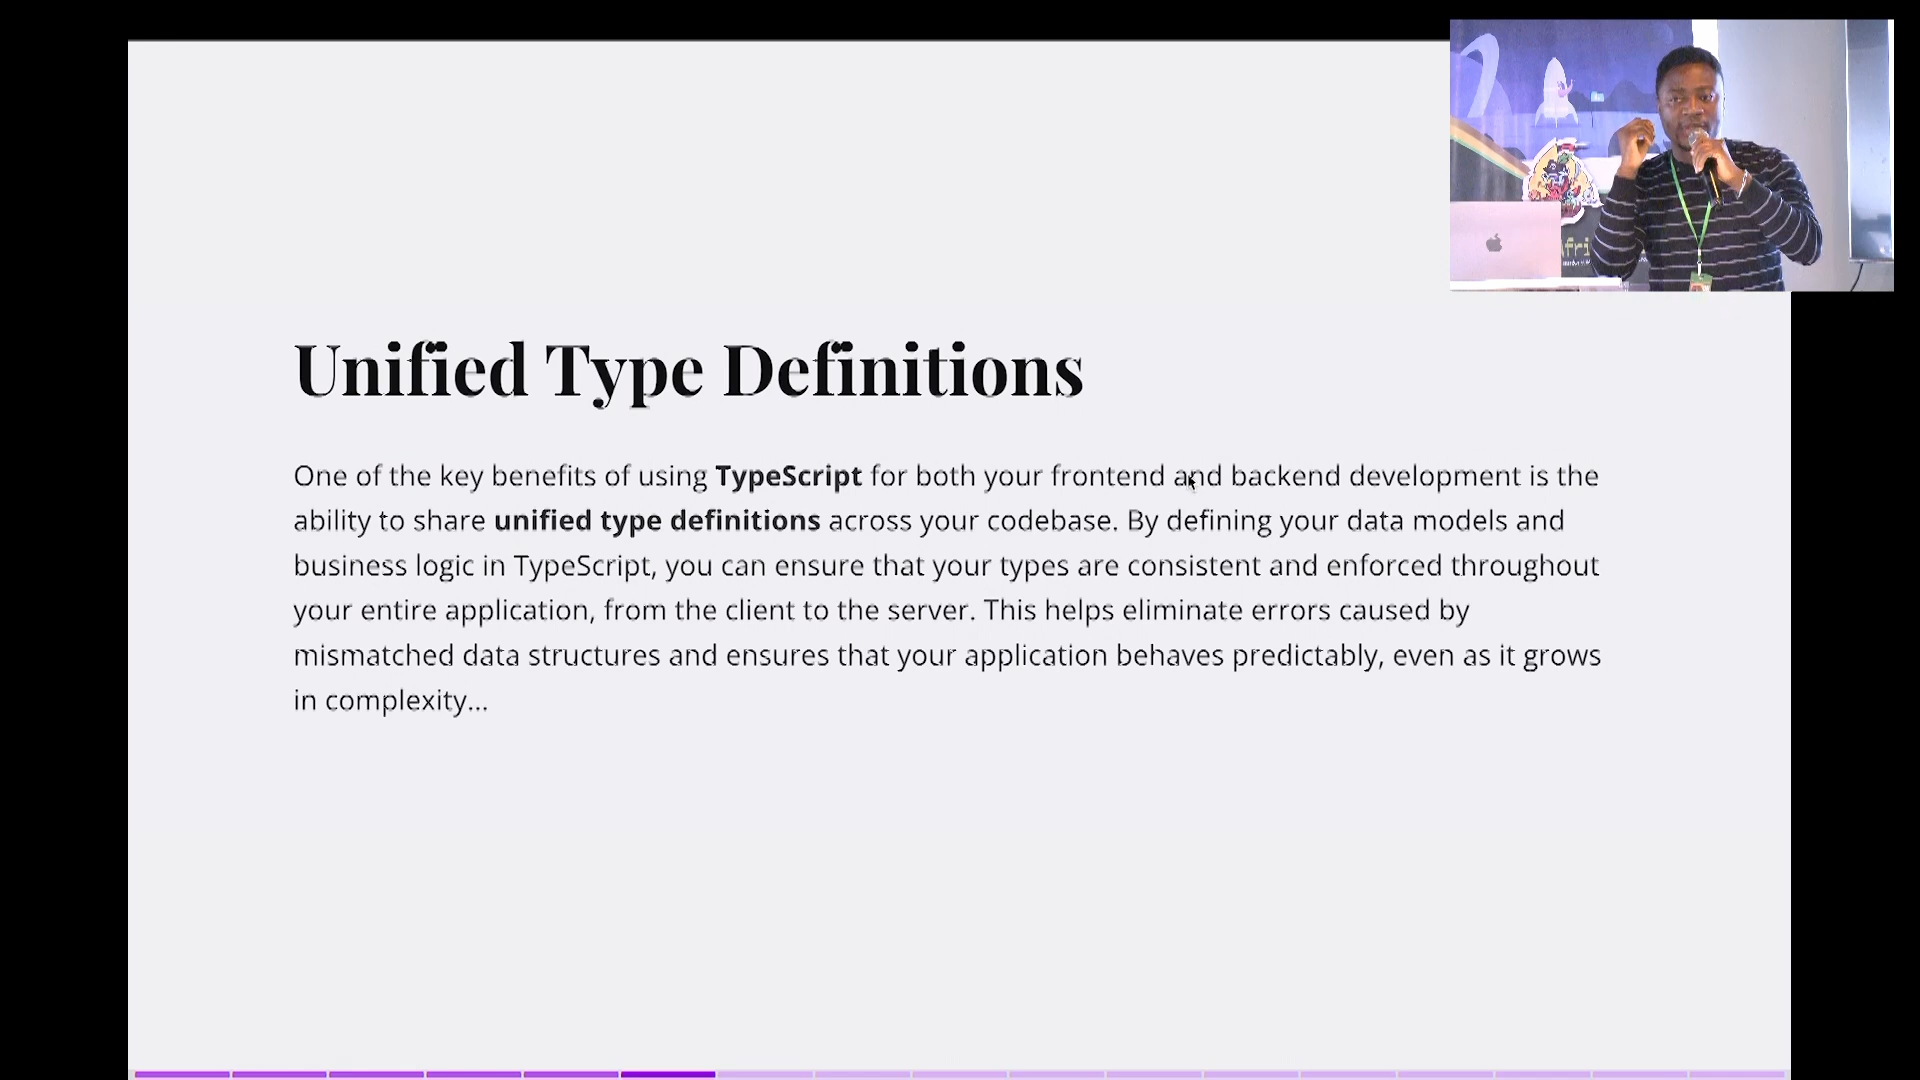 Unified Type Definitions
One of the key benefits of using TypeScript for both your frontend and backend development is the
ability to share unified type definitions across your codebase. By defining your data models and
business logic in TypeScript, you can ensure that your types are consistent and enforced throughout
your entire application, from the client to the server. This helps eliminate errors caused by
mismatched data structures and ensures that your application behaves predictably, even as it grows
in complexity...